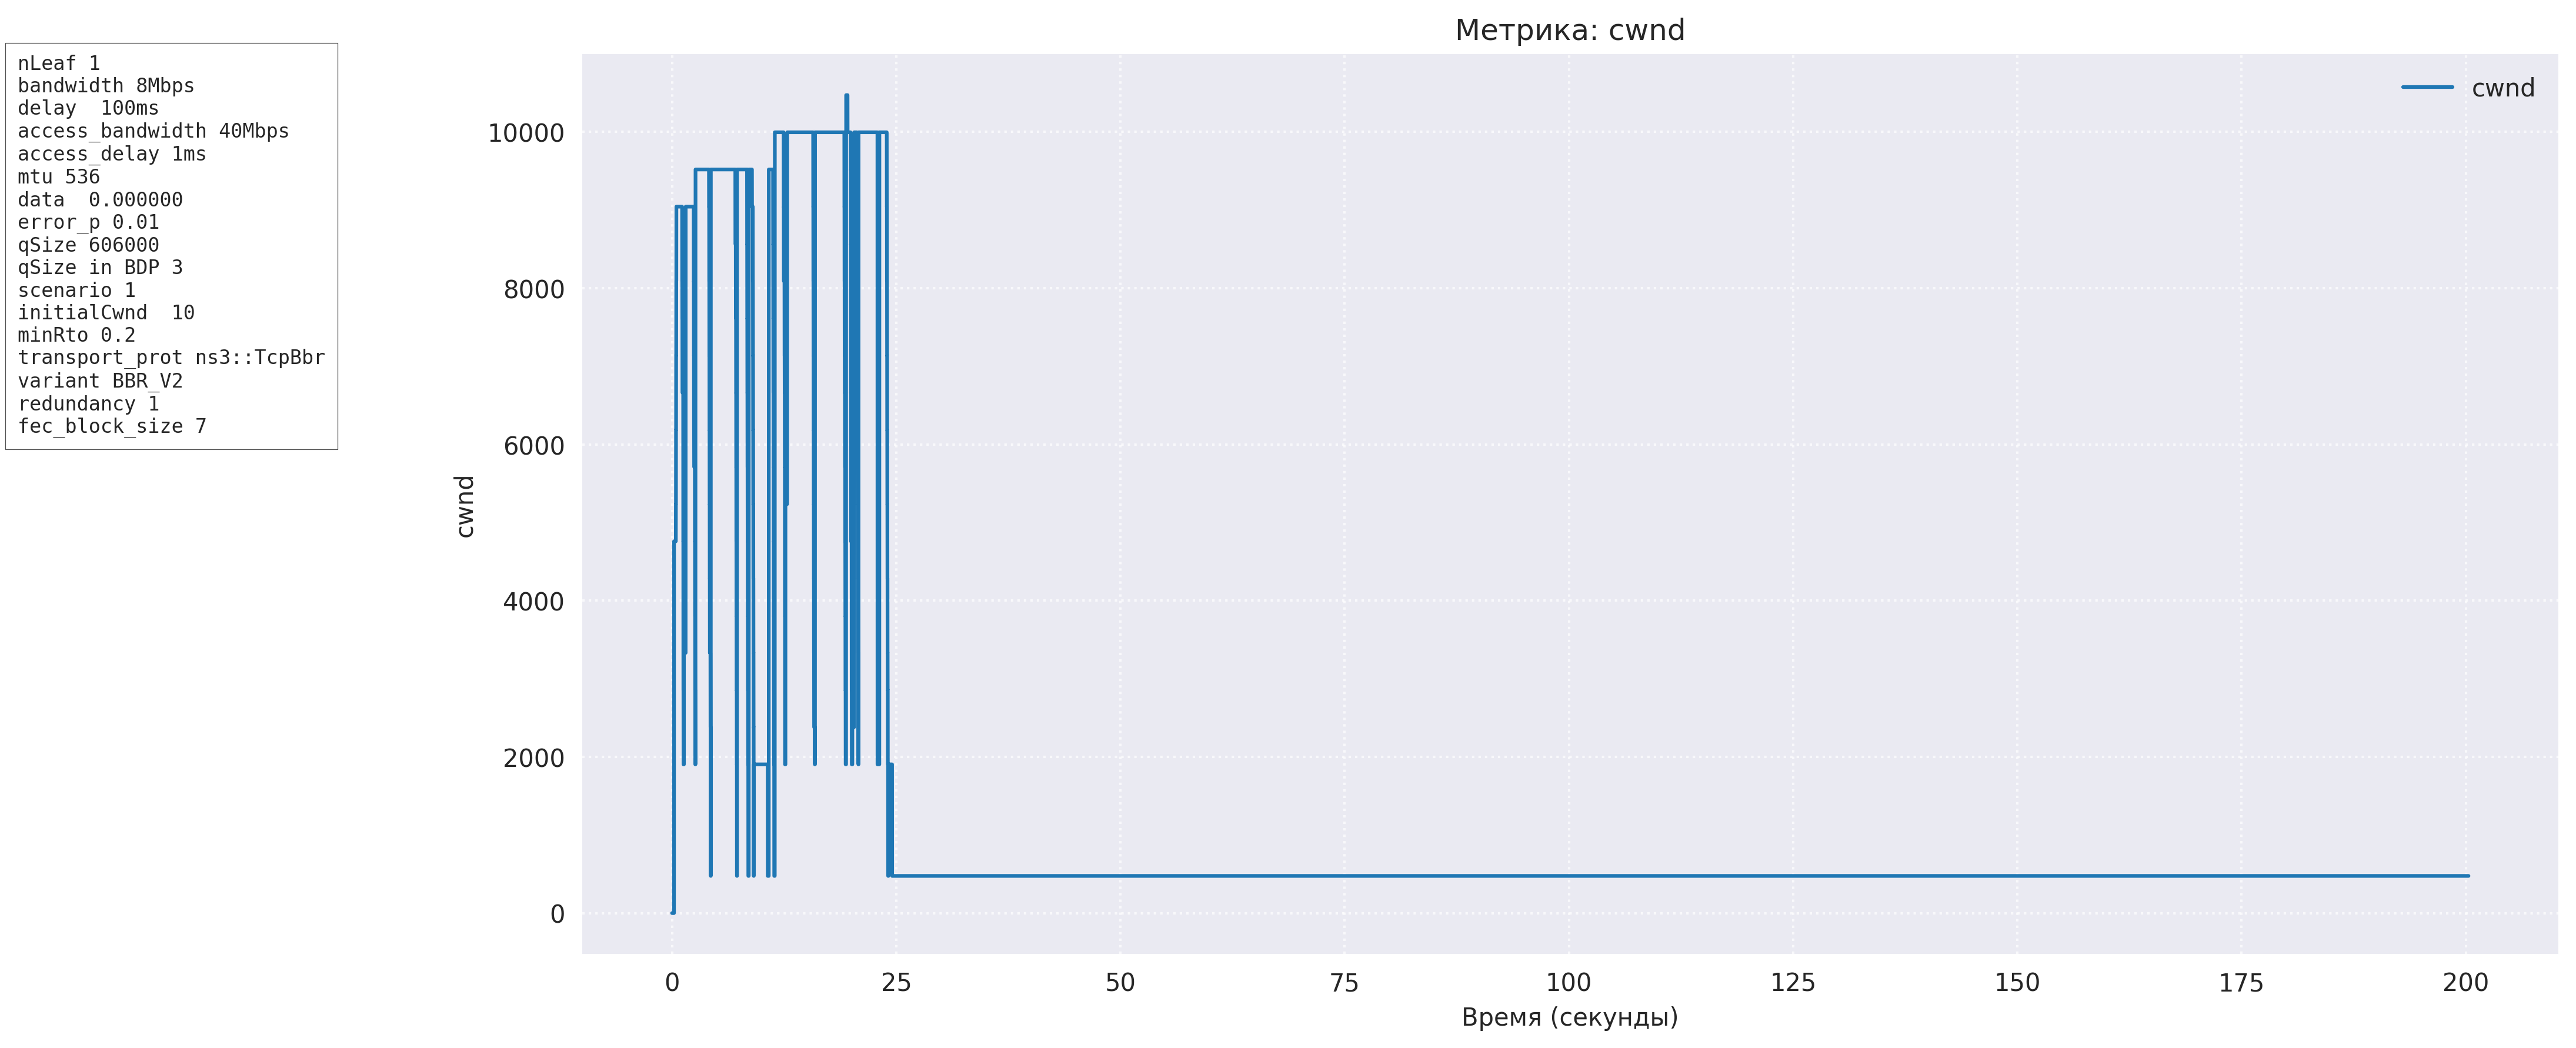 Метрика: cwnd
nLeaf 1
bandwidth 8Mbps
delay  100ms
access_bandwidth 40Mbps
access_delay 1ms
mtu 536
data  0.000000
error_p 0.01
qSize 606000
qSize in BDP 3
scenario 1
initialCwnd  10
minRto 0.2
transport_prot ns3::TcpBbr
variant BBR_V2
redundancy 1
fec_block_size 7
cwnd
cwnd
10000
8000
6000
4000
2000
0
0 25 50 75 100 125 150 175 200
Время (секунды)